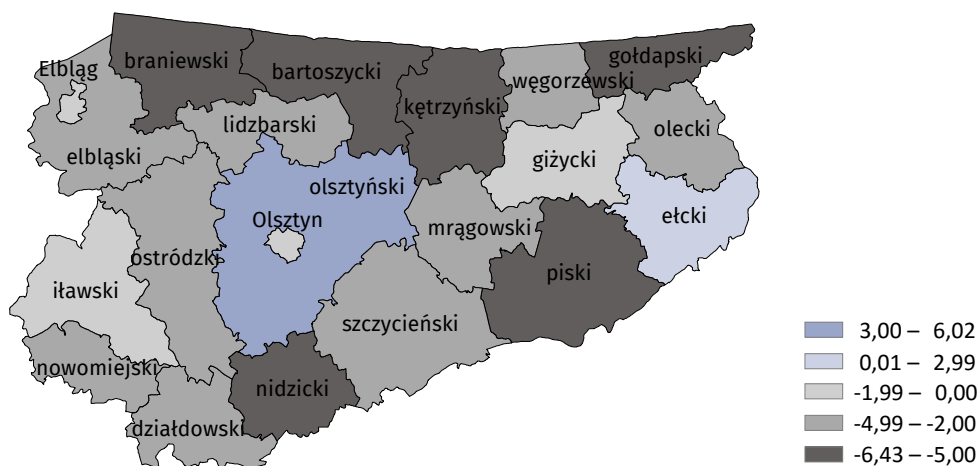 gołdapski
braniewski
Elbląg
bartoszycki
węgorzewski
kętrzyński
lidzbarski
olecki
elbląski
giżycki
olsztyński
ełcki
Olsztyn
mrągowski
ostródzki
piski
iławski
szczycieński
nowomiejski
nidzicki
działdowski
3,00 – 6,02
0,01 – 2,99
-1,99 – 0,00
-4,99 – -2,00
-6,43 – -5,00